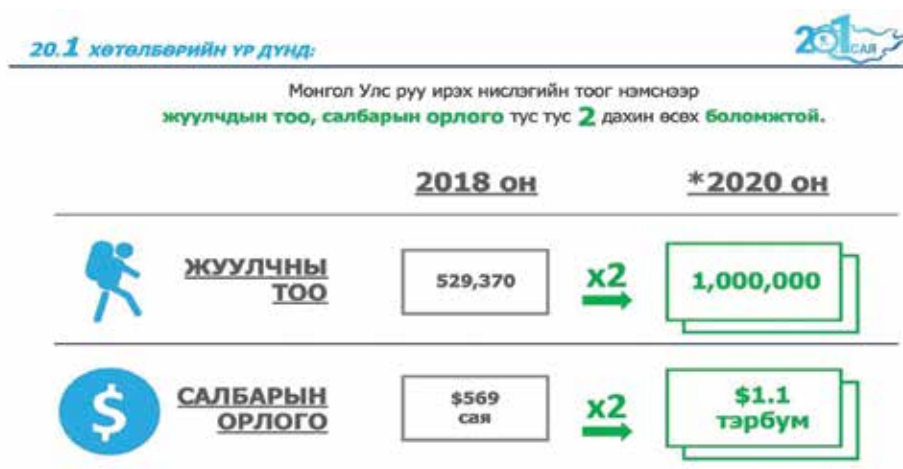 20.1 ХӨТӨЛБӨРИЙН ҮР ДҮНД:
201 САЯ
Монгол Улс руу ирэх нислэгийн тоог нэмснээр
жуулчдын тоо, салбарын орлого тус тус 2 дахин өсөх боломжтой.
2018 он
*2020 он
ЖУУЛЧНЫ
ТОО
529,370
x2
1,000,000
$
САЛБАРЫН
ОРЛОГО
$569
сая
x2
$1.1
тэрбум